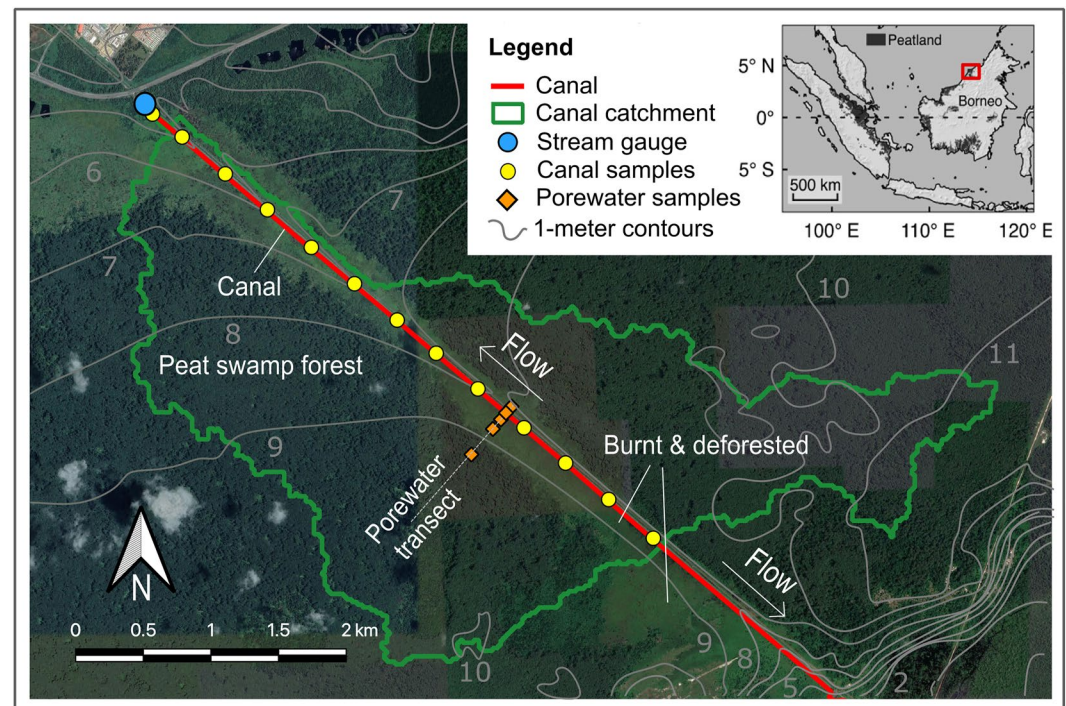 Legend
Canal
Canal catchment
Stream gauge
Canal samples
Porewater samples
1-meter contours
Peatland
5° N
0°
5° S
Borneo
500 km
100° E
110° E
120° E
6
7
7
8
9
10
11
Canal
Peat swamp forest
Flow
Burnt & deforested
Porewater
transect
Flow
N
0 0.5 1 1.5 2 km
10
9
8
5
2